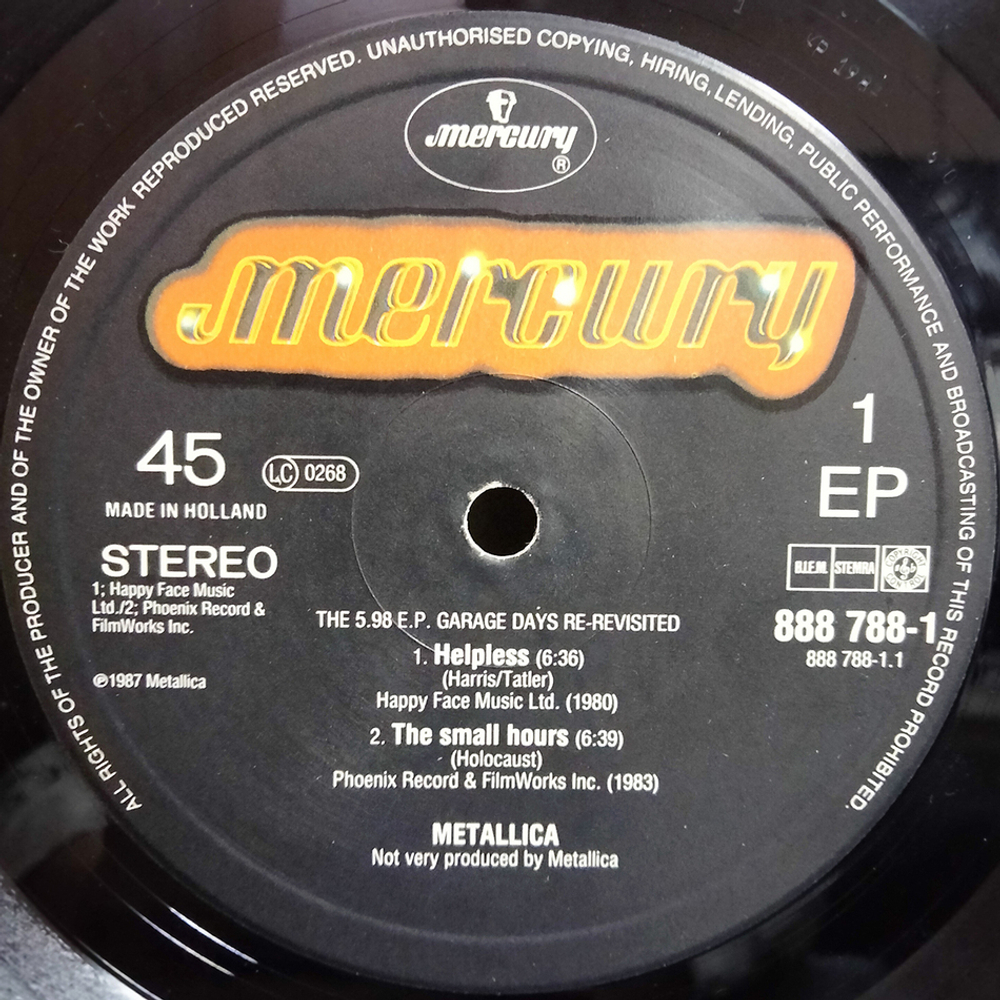 ALL RIGHTS OF THE PRODUCER AND OF THE OWNER OF THE WORK REPRODUCED RESERVED. UNAUTHORISED COPYING, HIRING, LENDING, PUBLIC PERFORMANCE AND BROADCASTING OF THIS RECORD PROHIBITED.
mercury
®
mercury
1
EP
45
LC 0268
MADE IN HOLLAND
STEREO
1; Happy Face Music
Ltd./2; Phoenix Record &
FilmWorks Inc.
℗1987 Metallica
B.I.E.M. STEMRA COPYRIGHT CONTROL
888 788-1
888 788-1.1
THE 5.98 E.P. GARAGE DAYS RE-REVISITED
1. Helpless (6:36)
(Harris/Tatler)
Happy Face Music Ltd. (1980)
2. The small hours (6:39)
(Holocaust)
Phoenix Record & FilmWorks Inc. (1983)
METALLICA
Not very produced by Metallica